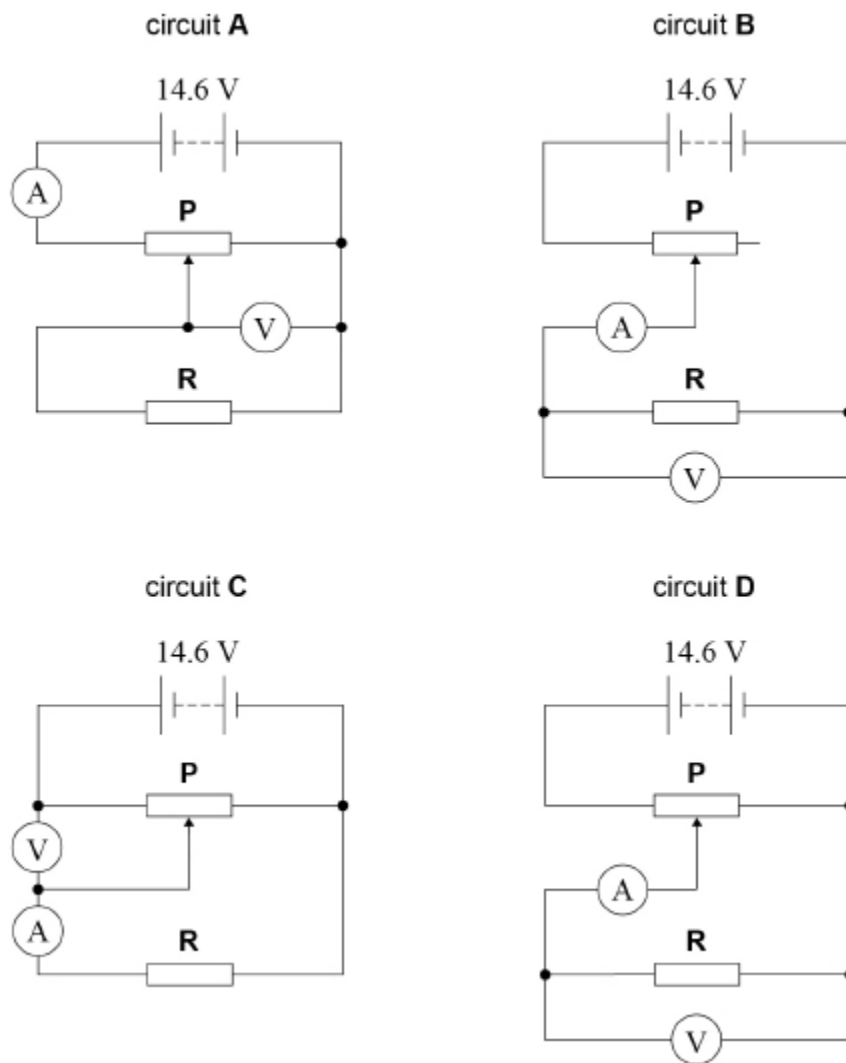 circuit A
14.6 V
A
P
V
R
circuit B
14.6 V
P
A
R
V
circuit C
14.6 V
P
V
A
R
circuit D
14.6 V
P
A
R
V